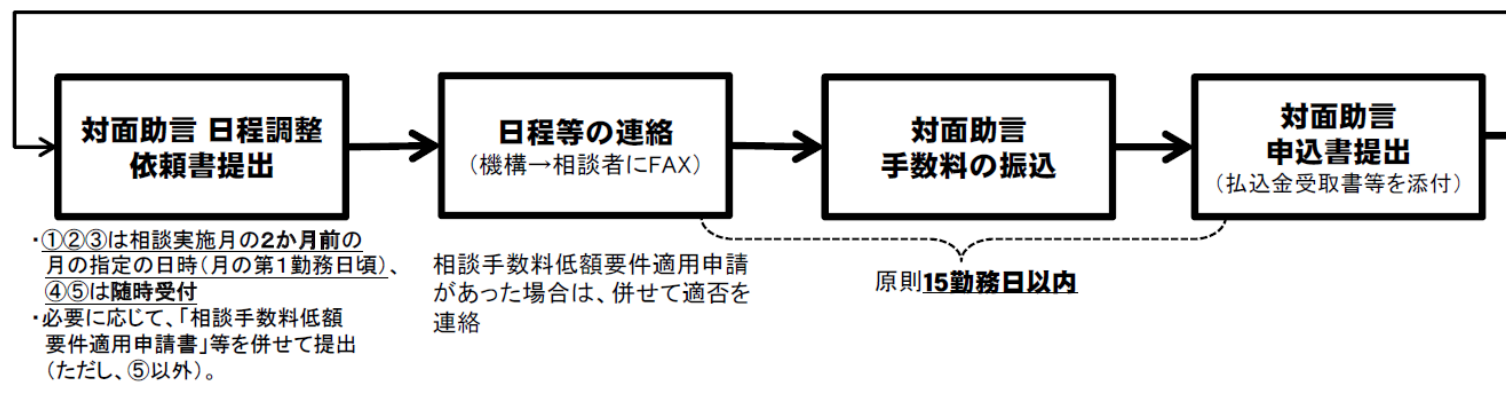 対面助言 日程調整
依頼書提出
日程等の連絡
（機構→相談者にFAX）
対面助言
手数料の振込
対面助言
申込書提出
（払込金受取書等を添付）
・①②③は相談実施月の2か月前の
月の指定の日時（月の第1勤務日頃）、
④⑤は随時受付
・必要に応じて、「相談手数料低額
要件適用申請書」等を併せて提出
（ただし、⑤以外）。
相談手数料低額要件適用申請
があった場合は、併せて適否を
連絡
原則15勤務日以内